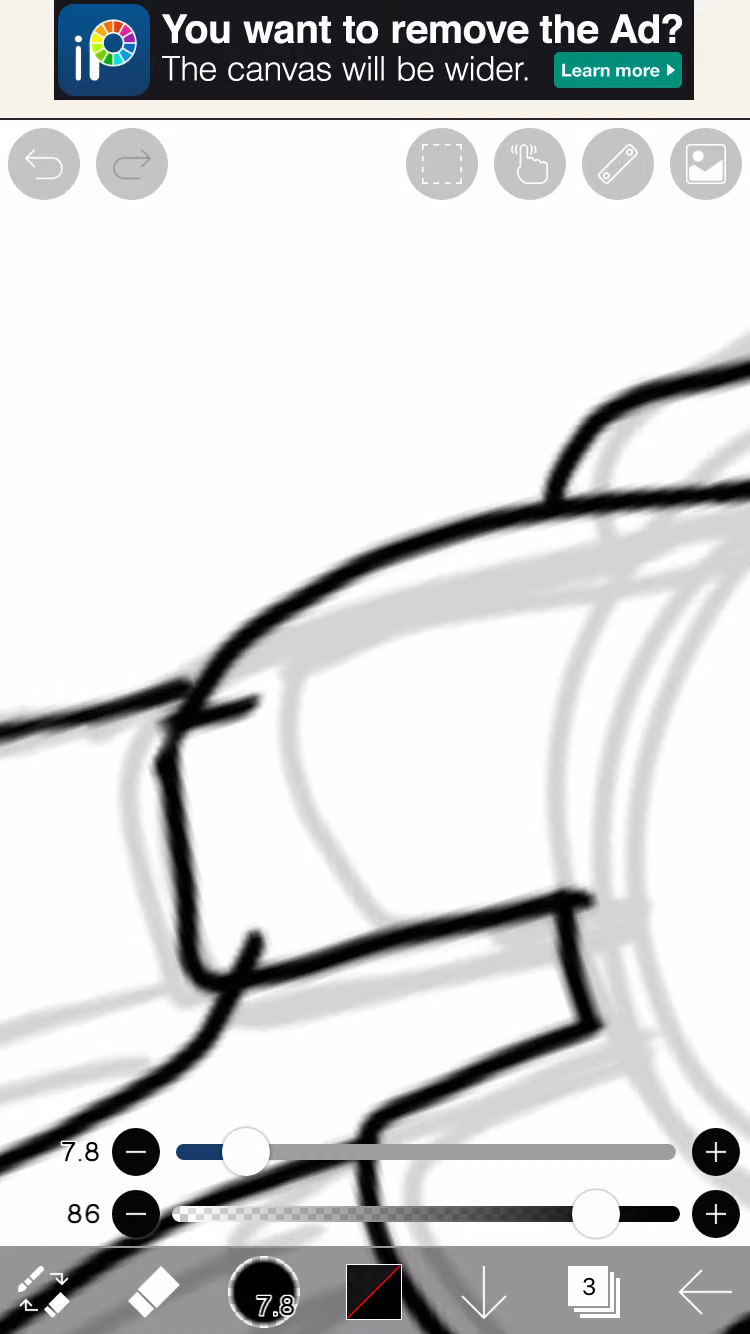 iP
You want to remove the Ad?
The canvas will be wider.
Learn more
7.8
86
7.8
3